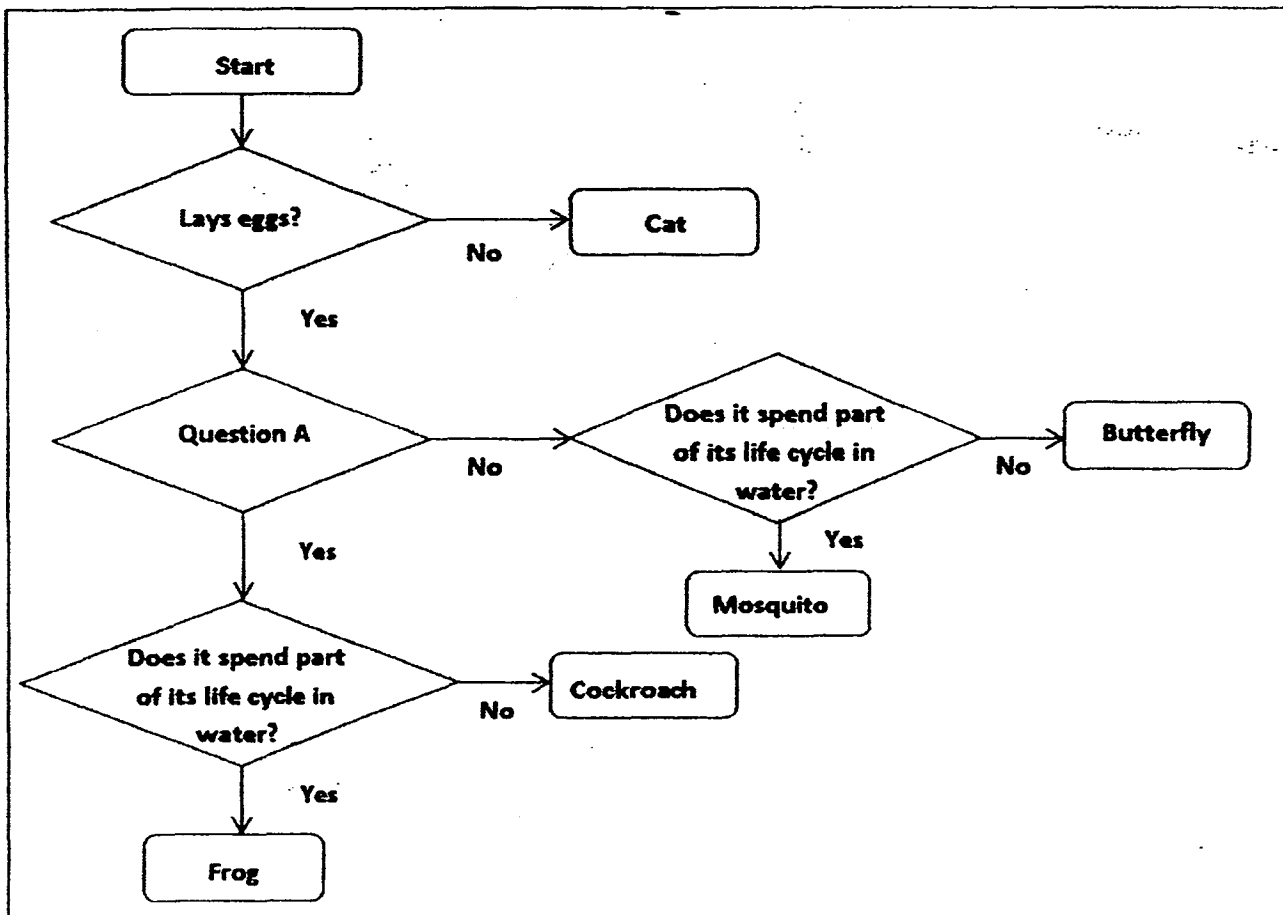 Start
Lays eggs?
No
Cat
Yes
Question A
No
Does it spend part
of its life cycle in
water?
No
Butterfly
Yes
Mosquito
Yes
Does it spend part
of its life cycle in
water?
No
Cockroach
Yes
Frog